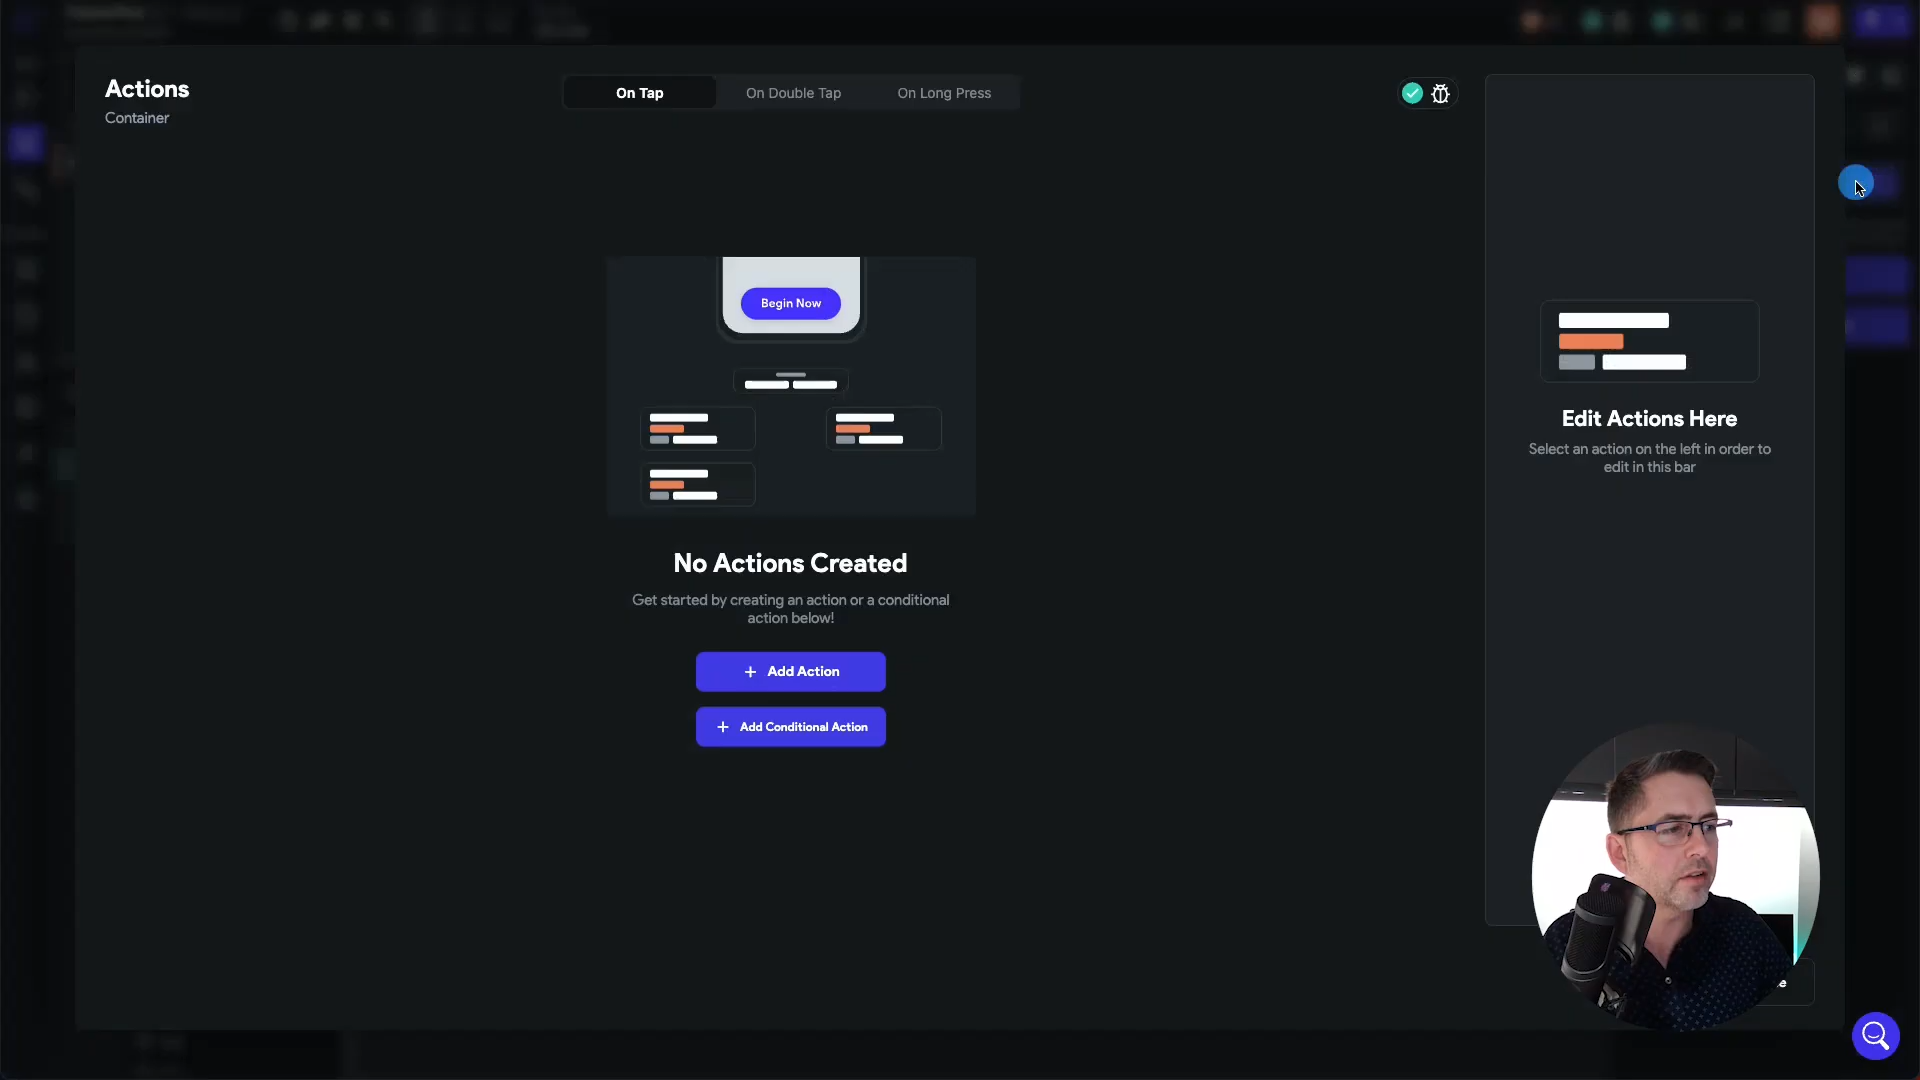 Actions
Container
On Tap
On Double Tap
On Long Press
Begin Now
No Actions Created
Get started by creating an action or a conditional
action below!
+ Add Action
+ Add Conditional Action
Edit Actions Here
Select an action on the left in order to
edit in this bar